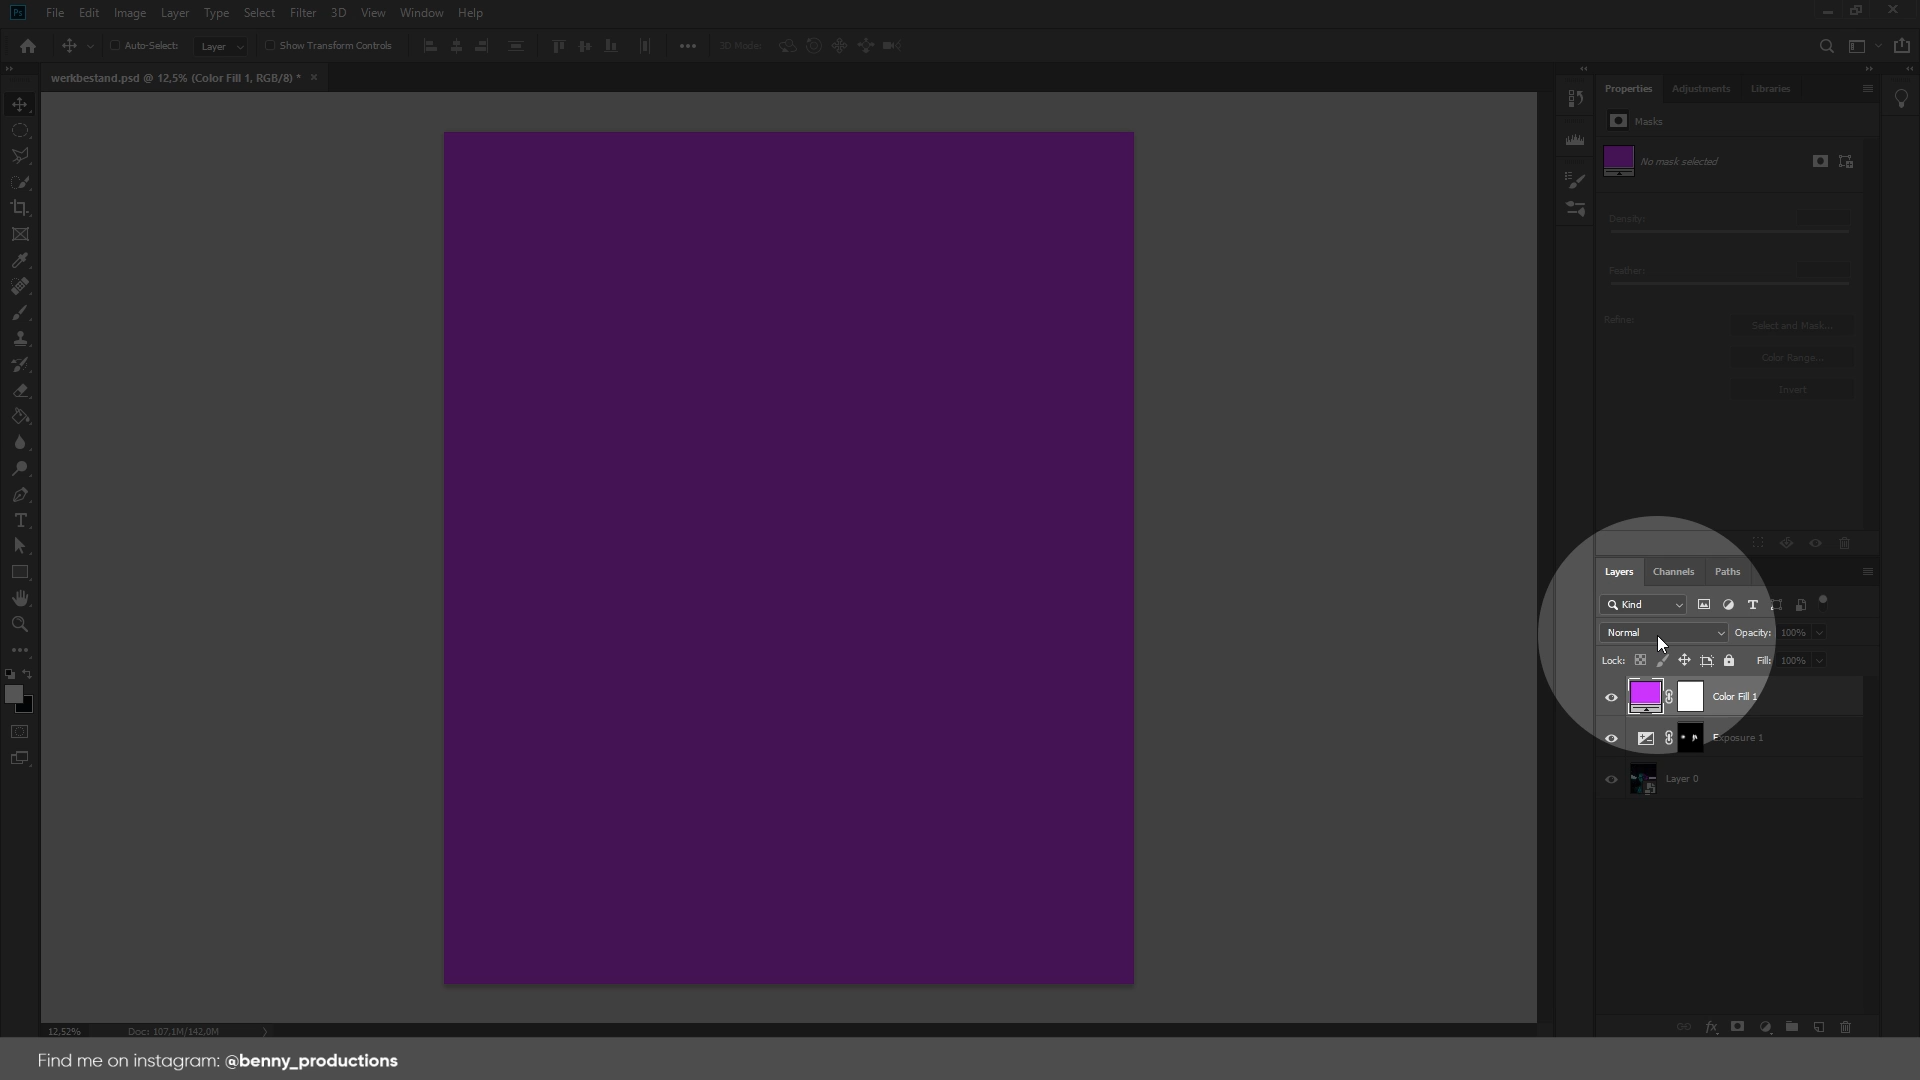 Ps File Edit Image Layer Type Select Filter 3D View Window Help
Auto-Select: Layer Show Transform Controls 3D Mode:
werkbestand.psd @ 12,5% (Color Fill 1, RGB/8) *
Properties Adjustments Libraries
Masks
No mask selected
Density:
Feather:
Refine: Select and Mask...
Color Range...
Invert
Layers Channels Paths
Kind
Normal Opacity: 100%
Lock: Fill: 100%
Color Fill 1
Exposure 1
Layer 0
12,52% Doc: 107,1M/142,0M
Find me on instagram: @benny_productions